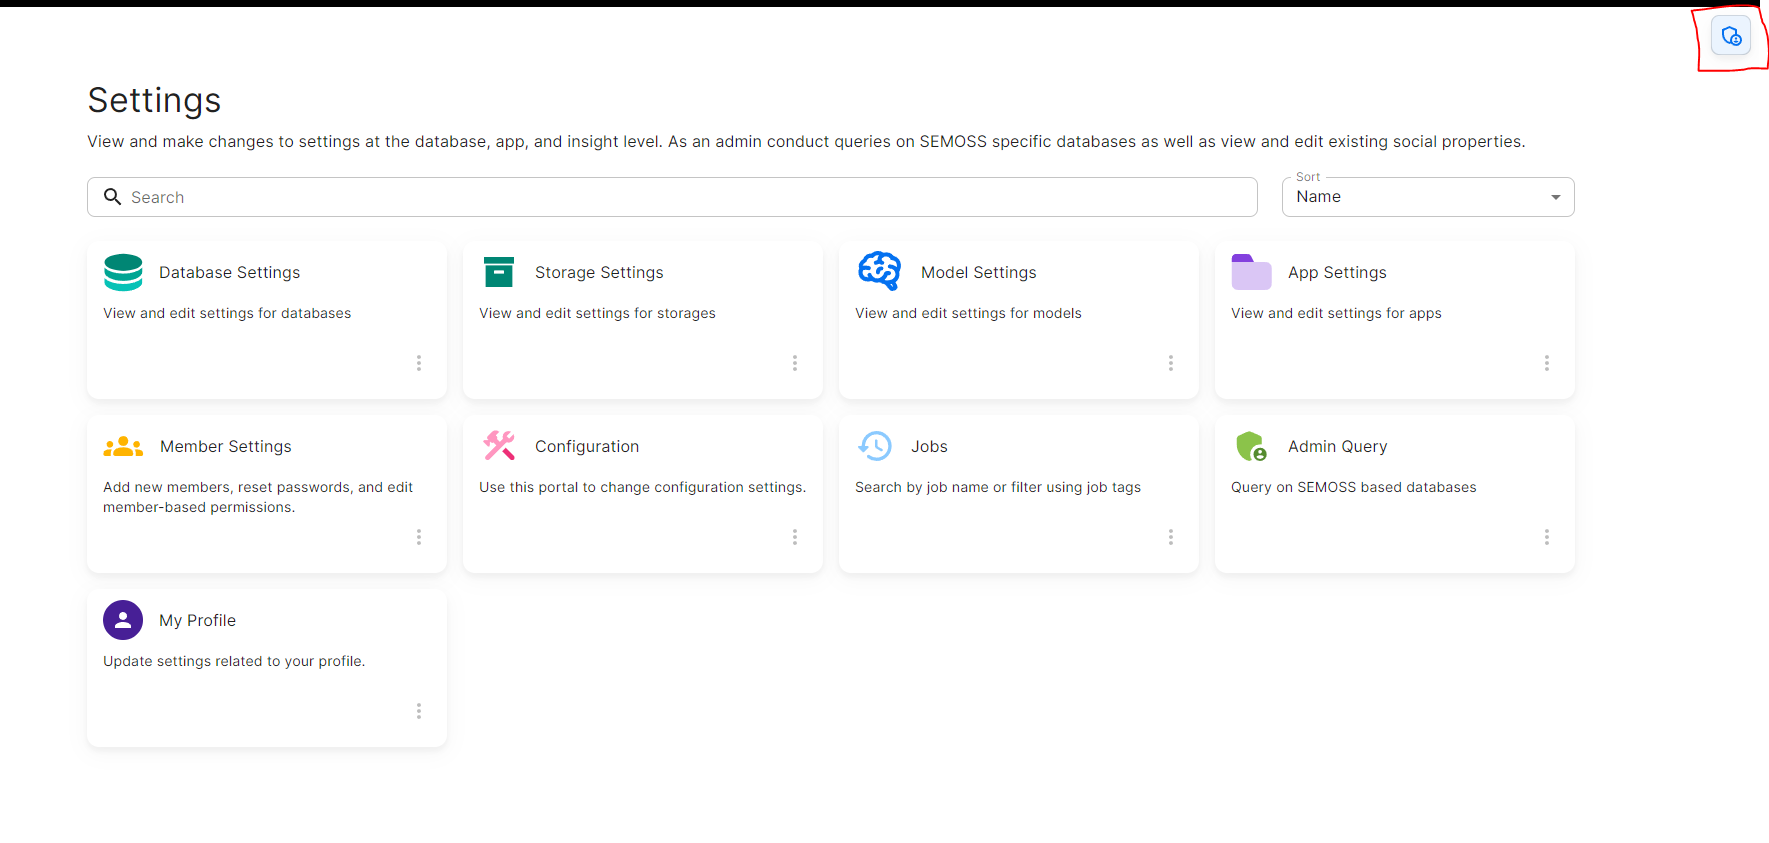 Settings
View and make changes to settings at the database, app, and insight level. As an admin conduct queries on SEMOSS specific databases as well as view and edit existing social properties.
Search
Sort
Name
Database Settings
View and edit settings for databases
Storage Settings
View and edit settings for storages
Model Settings
View and edit settings for models
App Settings
View and edit settings for apps
Member Settings
Add new members, reset passwords, and edit
member-based permissions.
Configuration
Use this portal to change configuration settings.
Jobs
Search by job name or filter using job tags
Admin Query
Query on SEMOSS based databases
My Profile
Update settings related to your profile.